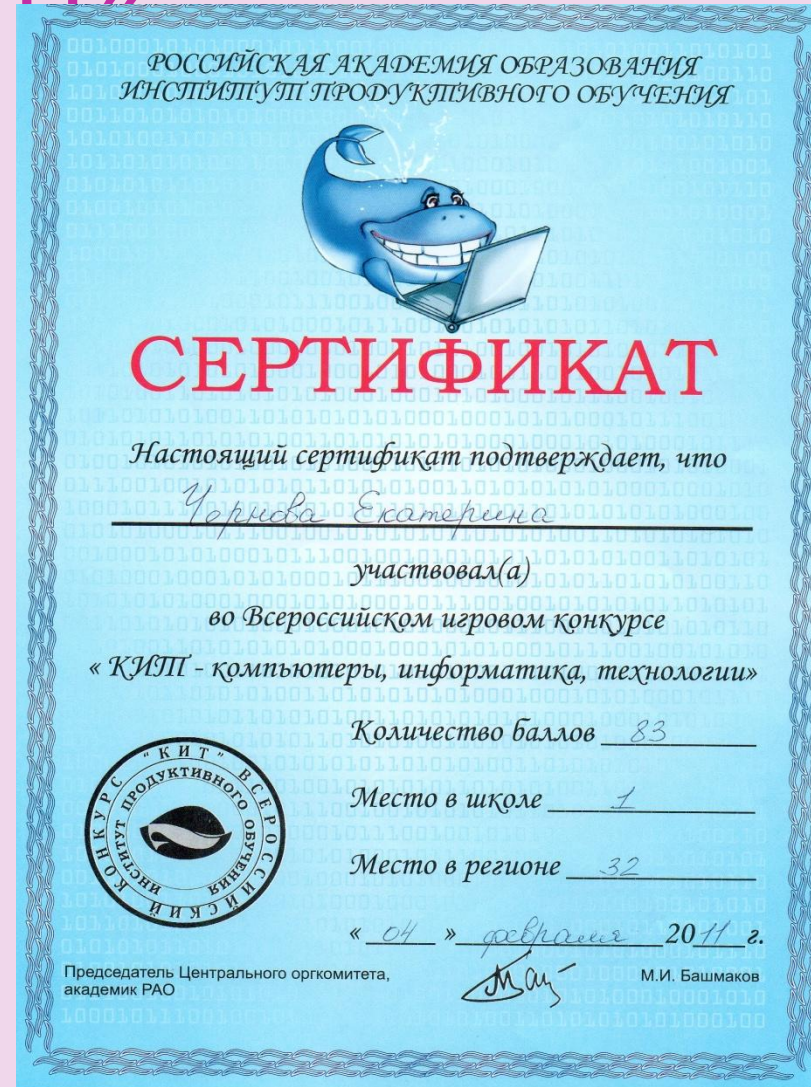 РОССИЙСКАЯ АКАДЕМИЯ ОБРАЗОВАНИЯ
ИНСТИТУТ ПРОДУКТИВНОГО ОБУЧЕНИЯ
СЕРТИФИКАТ
Настоящий сертификат подтверждает, что
Чернова Екатерина
участвовал(а)
во Всероссийском игровом конкурсе
« КИТ - компьютеры, информатика, технологии»
Количество баллов 83
Место в школе 1
Место в регионе 32
« 04 » февраля 2011 г.
ВСЕРОССИЙСКИЙ КОНКУРС "КИТ"
ИНСТИТУТ ПРОДУКТИВНОГО ОБУЧЕНИЯ
Председатель Центрального оргкомитета,
академик РАО
М.И. Башмаков